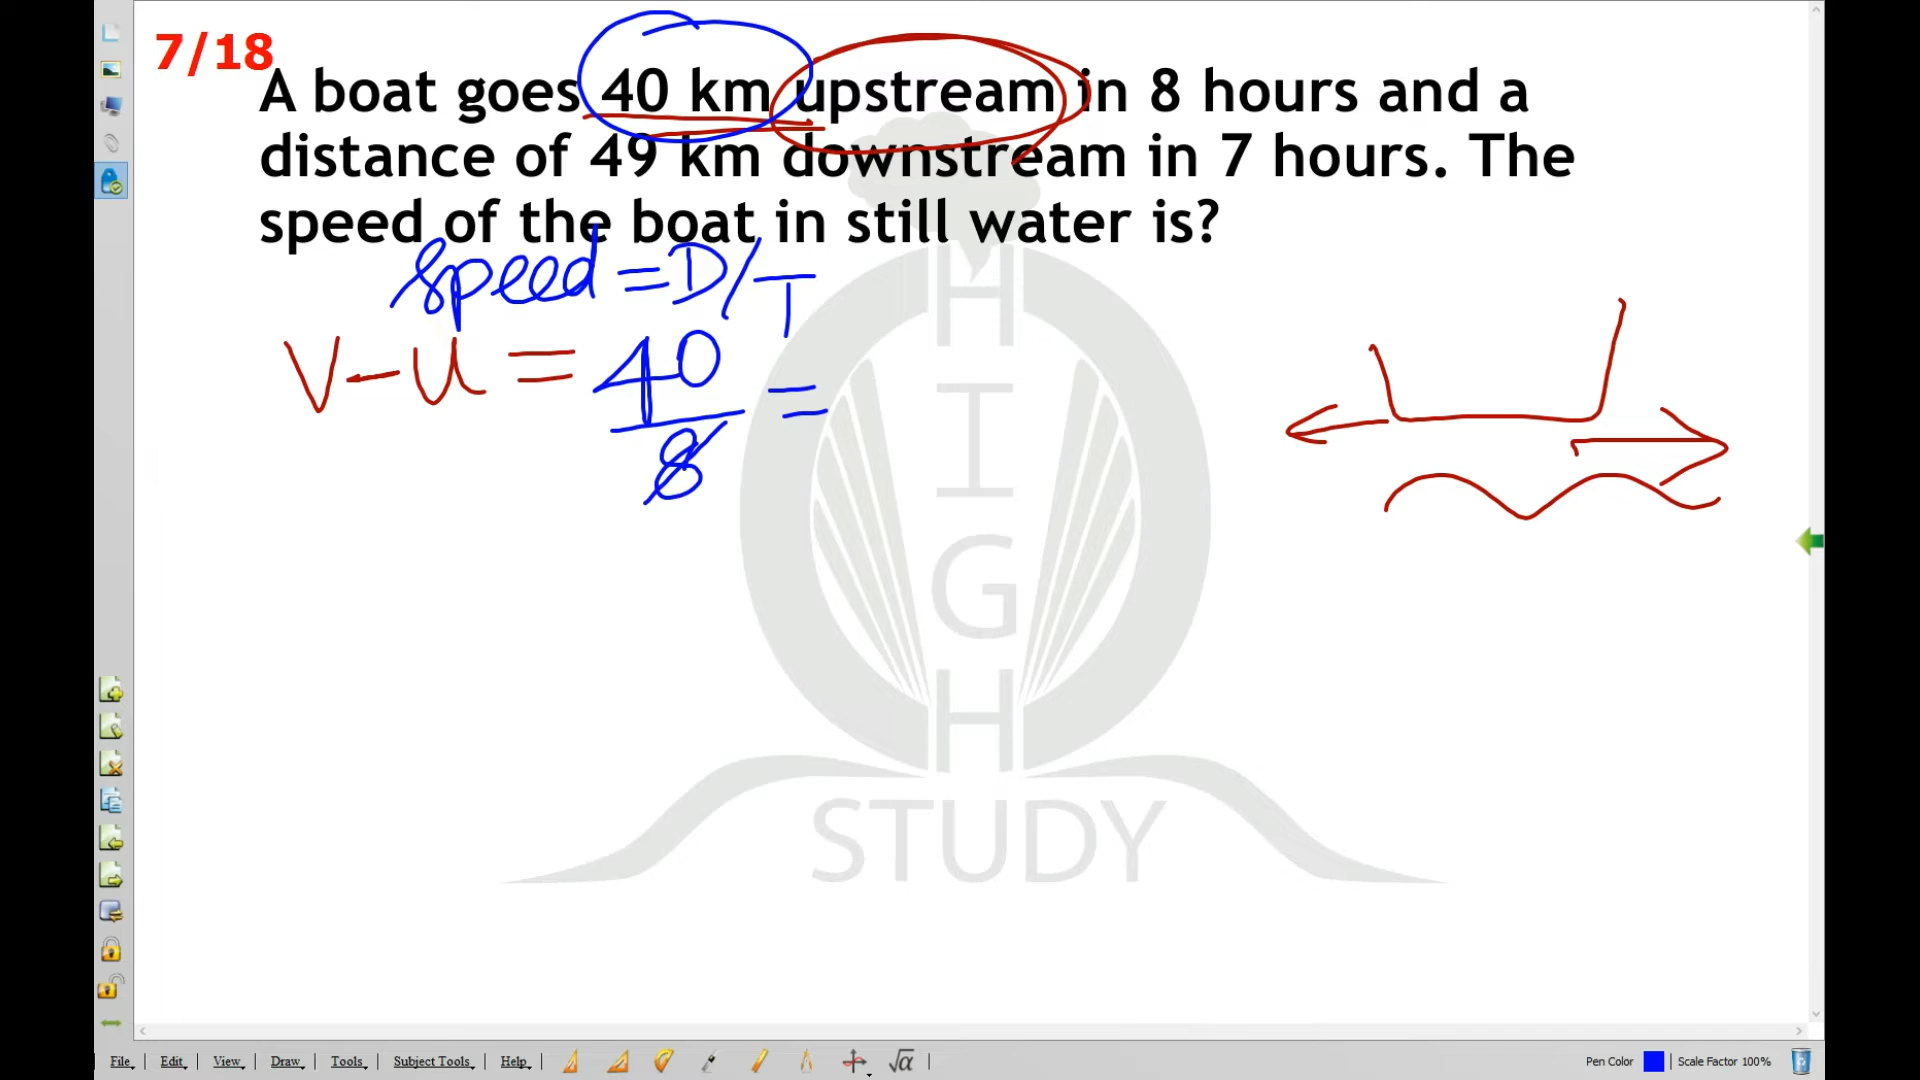 7/18
A boat goes 40 km upstream in 8 hours and a
distance of 49 km downstream in 7 hours. The
speed of the boat in still water is?
speed = D/T
V-u = 40/8 =
HIGH
STUDY
File Edit View Draw Tools Subject Tools Help √α Pen Color Scale Factor 100%